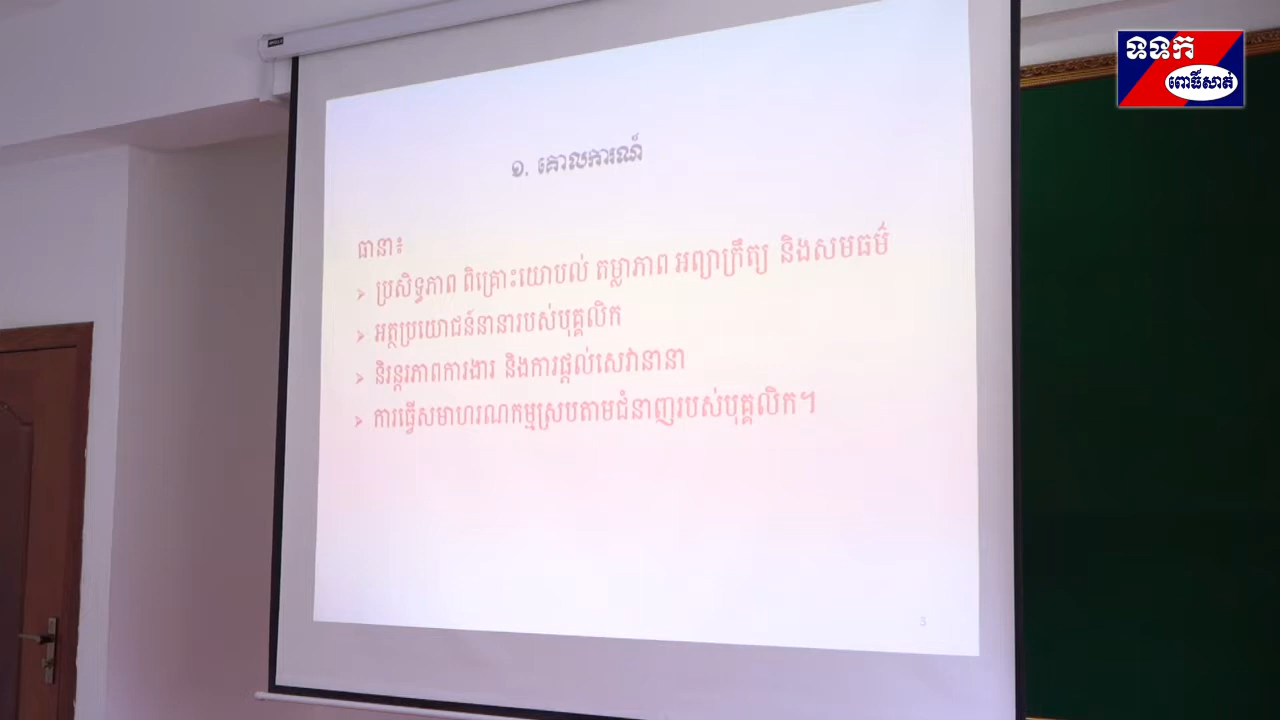 ទទក
ពោធិ៍សាត់
១. គោលការណ៍
ធានា៖
➢ ប្រសិទ្ធភាព ពិគ្រោះយោបល់ តម្លាភាព អព្យាក្រឹត្យ និងសមធម៌
➢ អត្ថប្រយោជន៍នានារបស់បុគ្គលិក
➢ និរន្តរភាពការងារ និងការផ្តល់សេវានានា
➢ ការធ្វើសមាហរណកម្មស្របតាមជំនាញរបស់បុគ្គលិក។